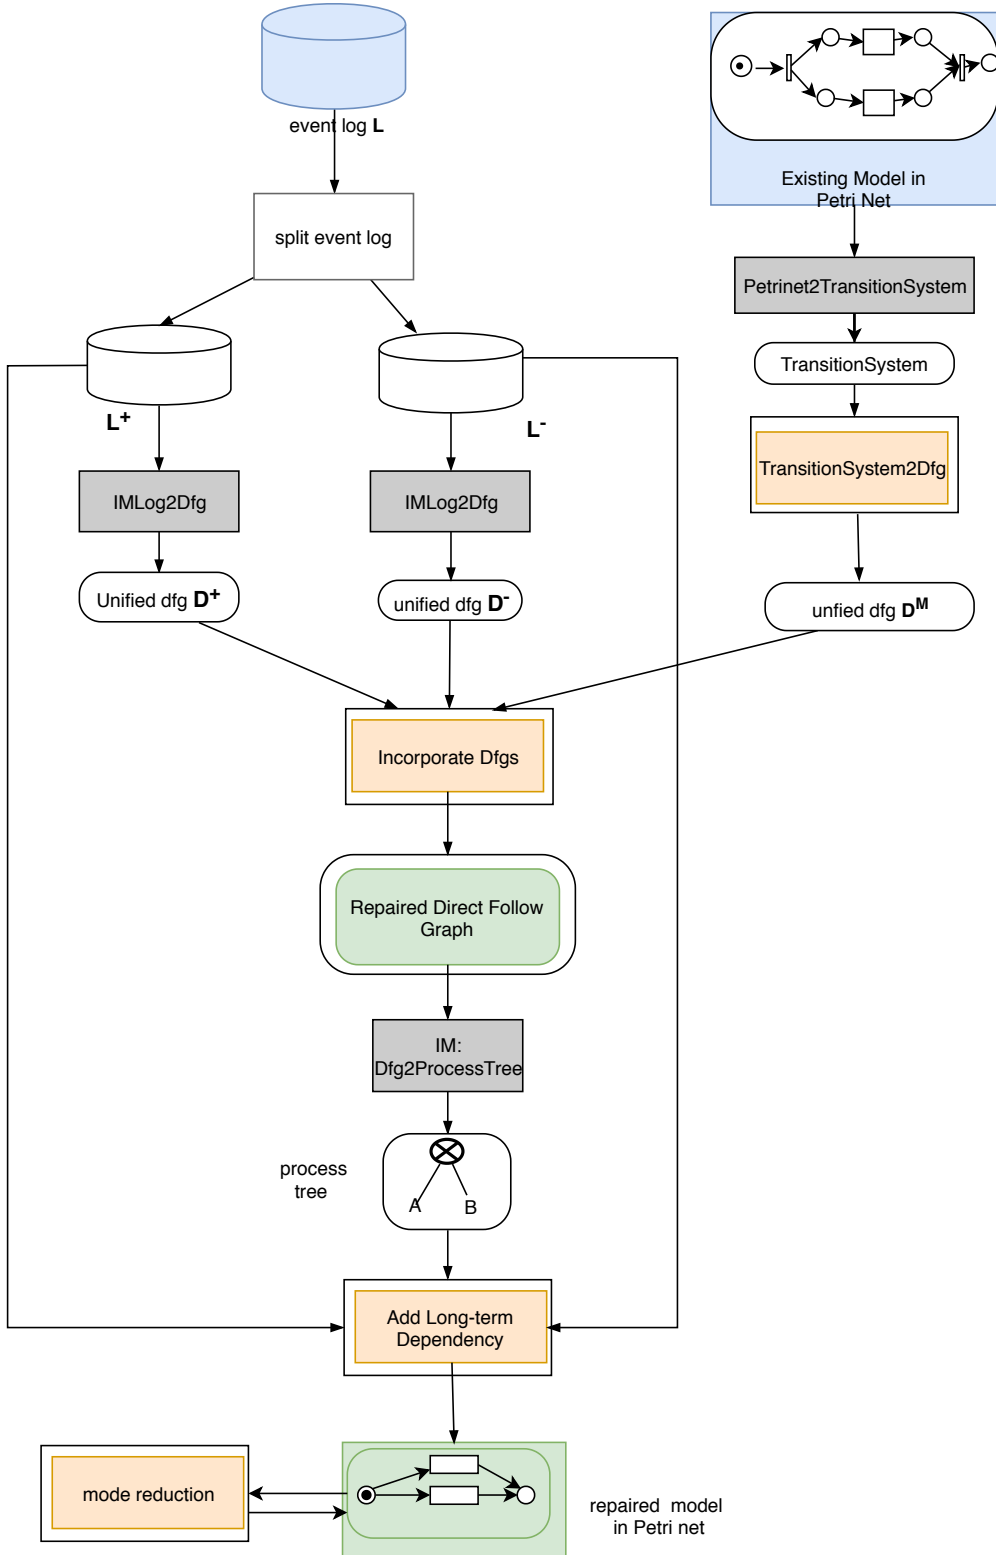 event log L
Existing Model in
Petri Net
split event log
Petrinet2TransitionSystem
TransitionSystem
L+
L-
TransitionSystem2Dfg
IMLog2Dfg
IMLog2Dfg
Unified dfg D+
unified dfg D-
unfied dfg DM
Incorporate Dfgs
Repaired Direct Follow
Graph
IM:
Dfg2ProcessTree
process
tree
A
B
Add Long-term
Dependency
mode reduction
repaired model
in Petri net